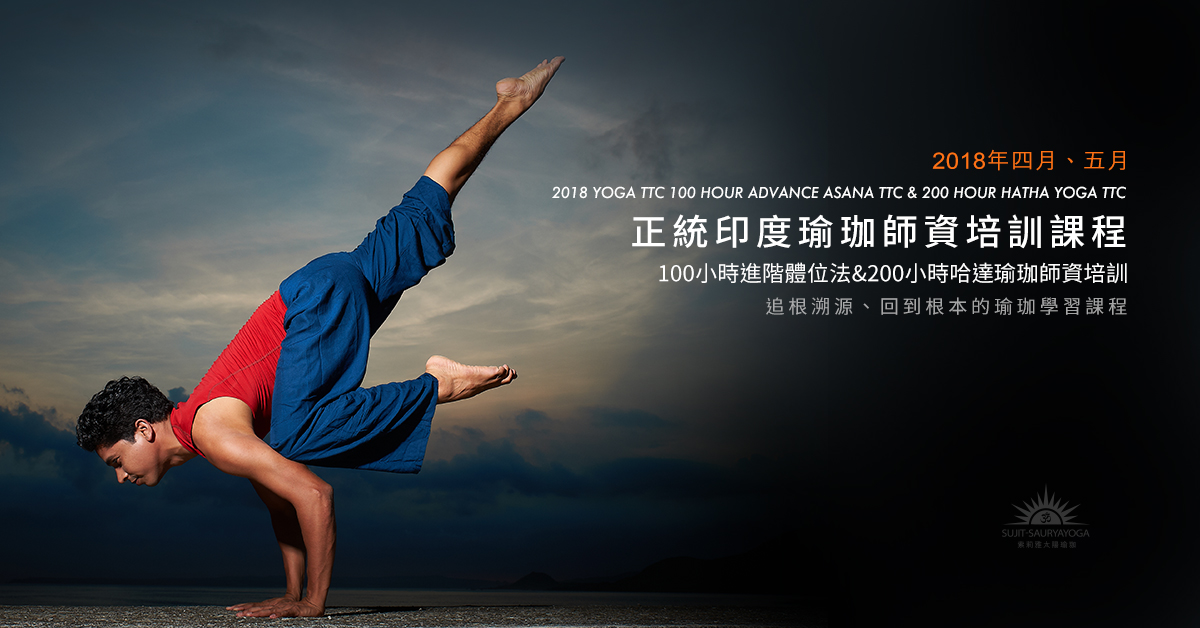 2018年四月、五月
2018 YOGA TTC 100 HOUR ADVANCE ASANA TTC & 200 HOUR HATHA YOGA TTC
正統印度瑜珈師資培訓課程
100小時進階體位法&200小時哈達瑜珈師資培訓
追根溯源、回到根本的瑜珈學習課程
SUJIT-SAURYAYOGA